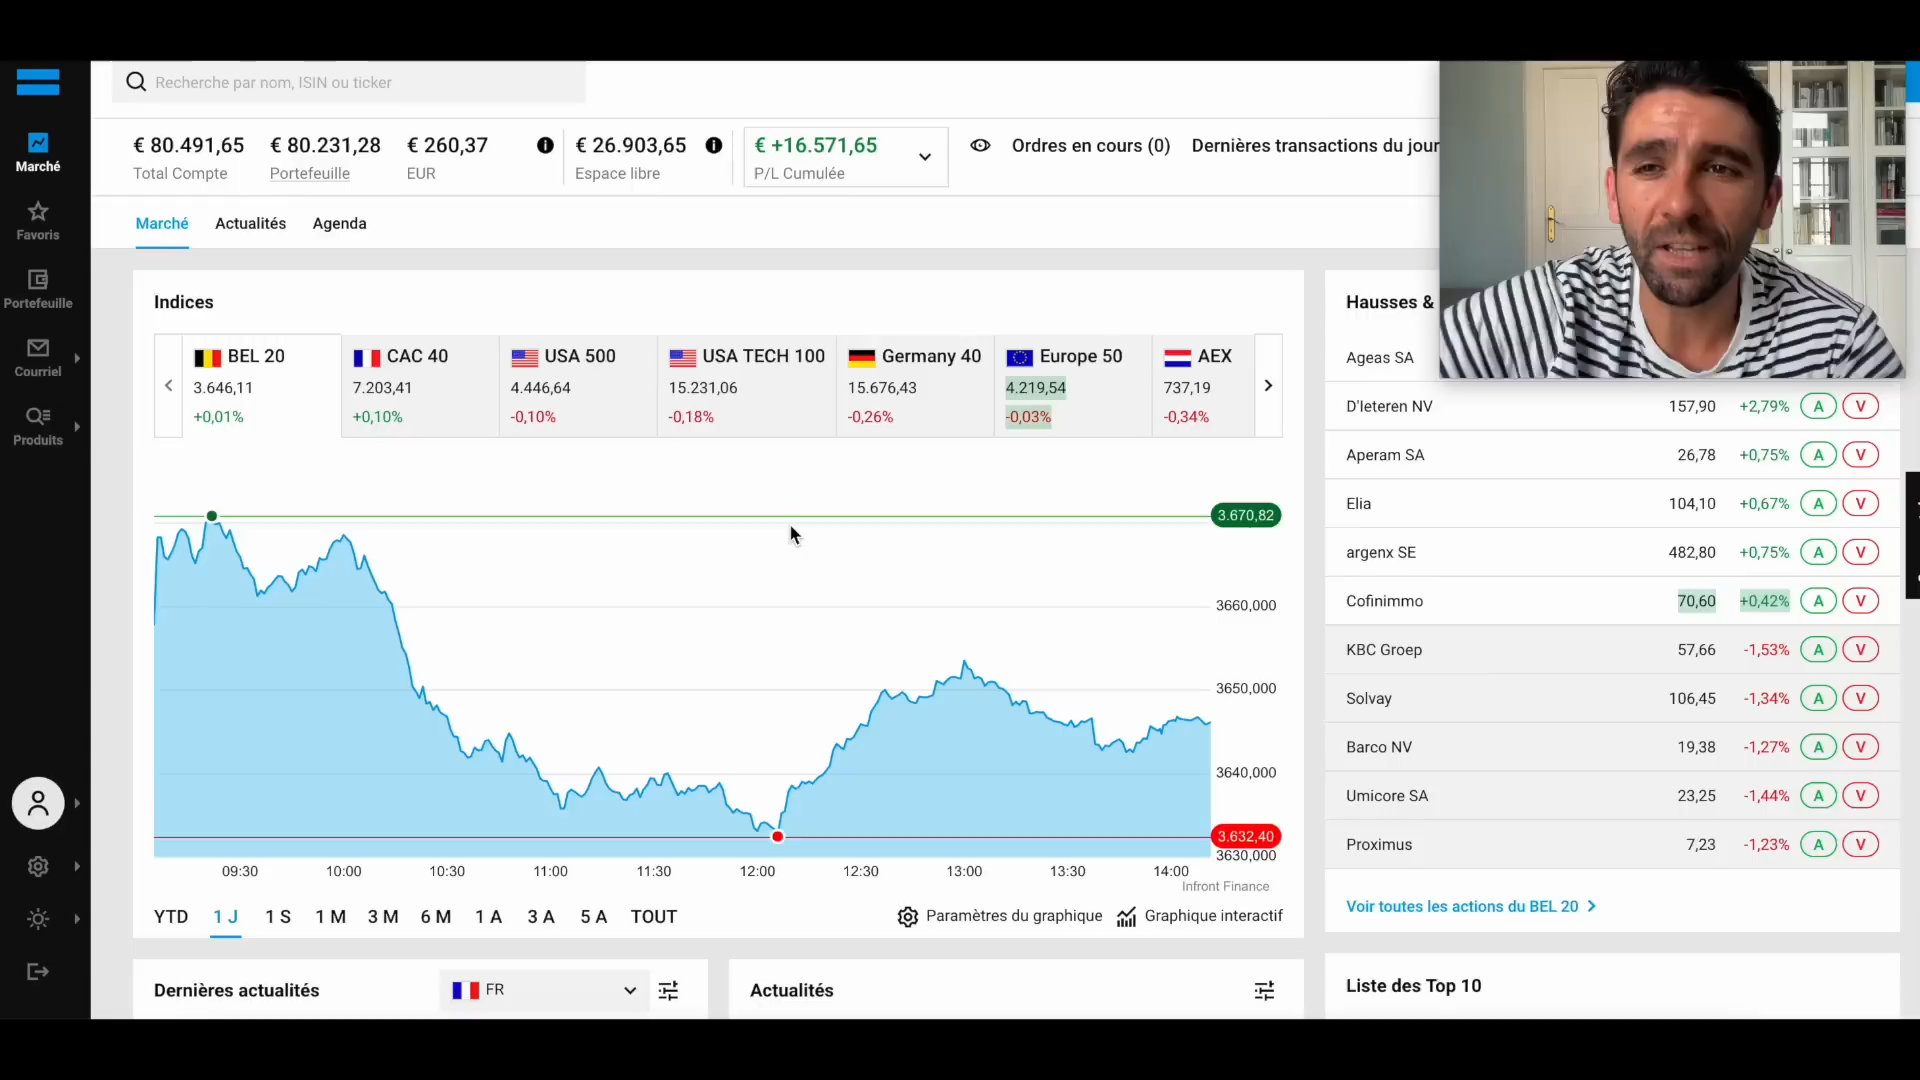 Recherche par nom, ISIN ou ticker
€ 80.491,65
Total Compte
€ 80.231,28
Portefeuille
€ 260,37
EUR
€ 26.903,65
Espace libre
€ +16.571,65
P/L Cumulée
Ordres en cours (0)
Dernières transactions du jour
Marché
Favoris
Portefeuille
Courriel
Produits
Marché
Actualités
Agenda
Indices
BEL 20
3.646,11
+0,01%
CAC 40
7.203,41
+0,10%
USA 500
4.446,64
-0,10%
USA TECH 100
15.231,06
-0,18%
Germany 40
15.676,43
-0,26%
Europe 50
4.219,54
-0,03%
AEX
737,19
-0,34%
3.670,82
3660,000
3650,000
3640,000
3.632,40
3630,000
09:30 10:00 10:30 11:00 11:30 12:00 12:30 13:00 13:30 14:00
Infront Finance
YTD 1 J 1 S 1 M 3 M 6 M 1 A 3 A 5 A TOUT
Paramètres du graphique
Graphique interactif
Hausses &
Ageas SA
D'Ieteren NV 157,90 +2,79% A V
Aperam SA 26,78 +0,75% A V
Elia 104,10 +0,67% A V
argenx SE 482,80 +0,75% A V
Cofinimmo 70,60 +0,42% A V
KBC Groep 57,66 -1,53% A V
Solvay 106,45 -1,34% A V
Barco NV 19,38 -1,27% A V
Umicore SA 23,25 -1,44% A V
Proximus 7,23 -1,23% A V
Voir toutes les actions du BEL 20
Dernières actualités
FR
Actualités
Liste des Top 10